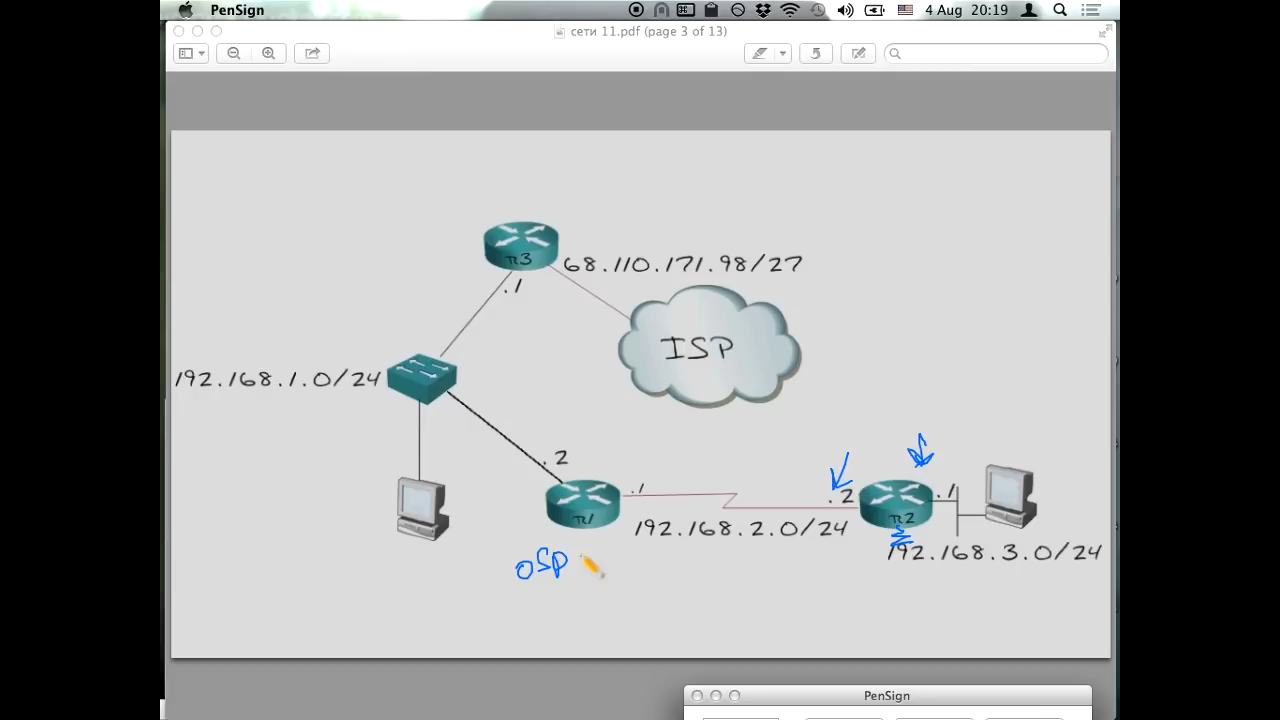 PenSign
4 Aug 20:19
сети 11.pdf (page 3 of 13)
R3
68.110.171.98/27
.1
ISP
192.168.1.0/24
.2
.1
.2
.1
R1
R2
192.168.2.0/24
192.168.3.0/24
OSP
PenSign